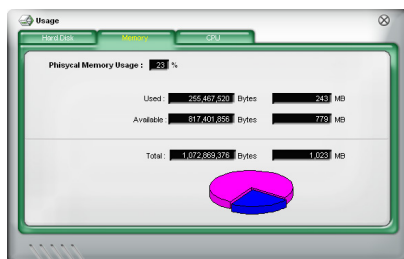 Usage
Hard Disk Memory CPU
Phisycal Memory Usage : 23 %
Used : 255,467,520 Bytes 243 MB
Available : 817,401,856 Bytes 779 MB
Total : 1,072,869,376 Bytes 1,023 MB